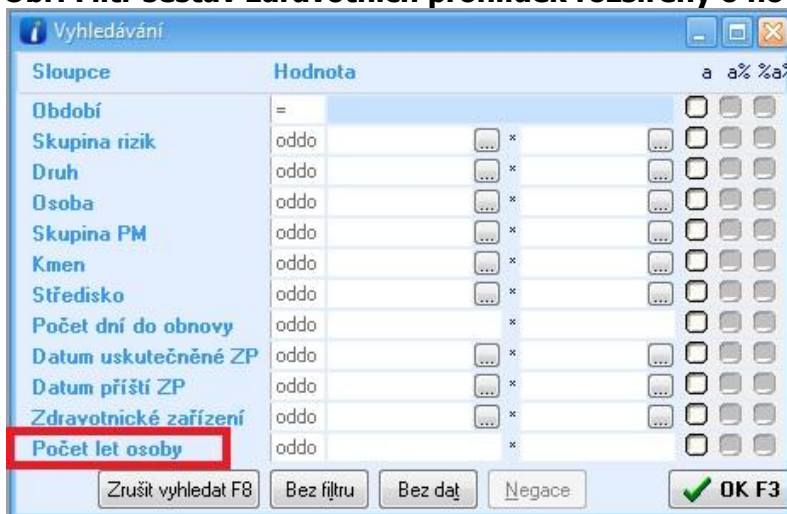 Vyhledávání
Sloupce Hodnota a a% %a%
Období =
Skupina rizik oddo ... * ...
Druh oddo ... * ...
Osoba oddo ... * ...
Skupina PM oddo ... * ...
Kmen oddo ... * ...
Středisko oddo ... * ...
Počet dní do obnovy oddo *
Datum uskutečněné ZP oddo ... * ...
Datum příští ZP oddo ... * ...
Zdravotnické zařízení oddo ... * ...
Počet let osoby oddo *
Zrušit vyhledat F8 Bez filtru Bez dat Negace OK F3